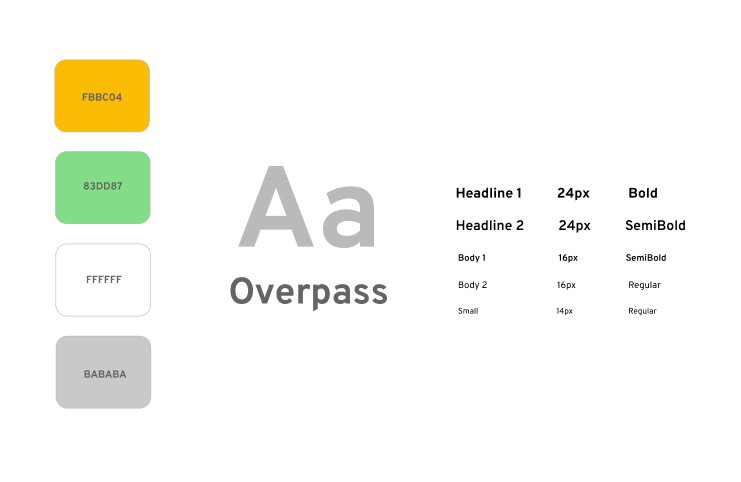 FBBC04
83DD87
FFFFFF
BABABA
Aa
Overpass
Headline 1 24px Bold
Headline 2 24px SemiBold
Body 1 16px SemiBold
Body 2 16px Regular
Small 14px Regular